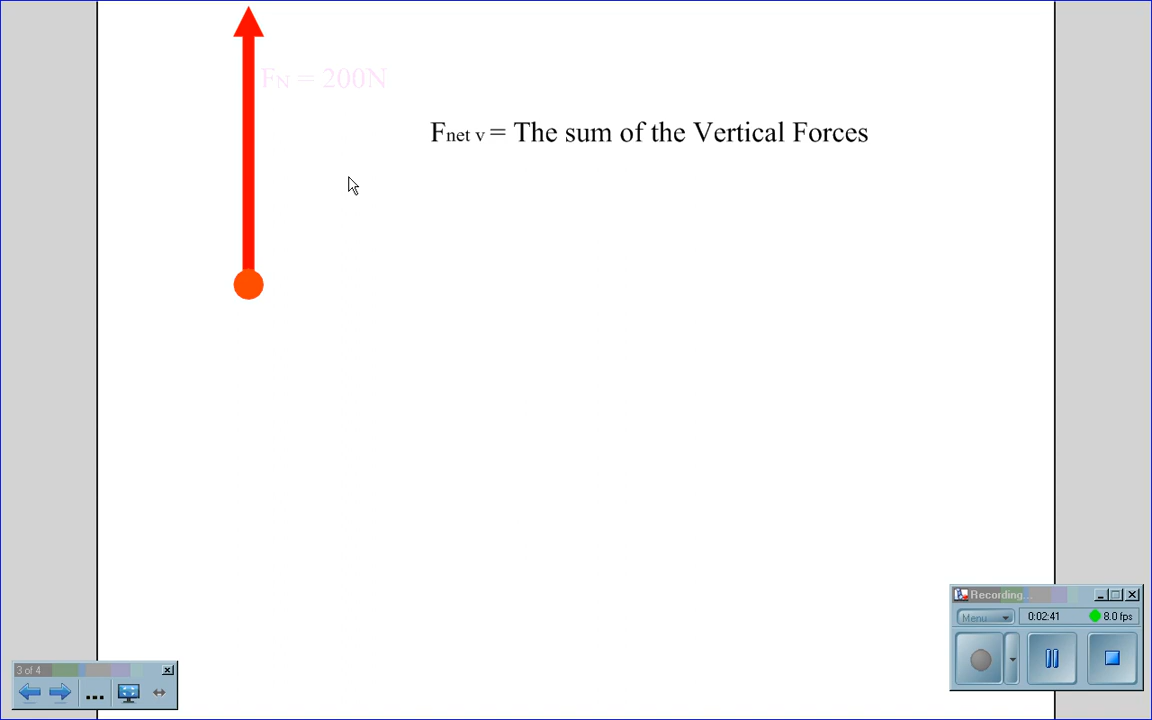 FN = 200N
Fnet v = The sum of the Vertical Forces
Recording...
Menu
0:02:41
8.0 fps
3 of 4
...